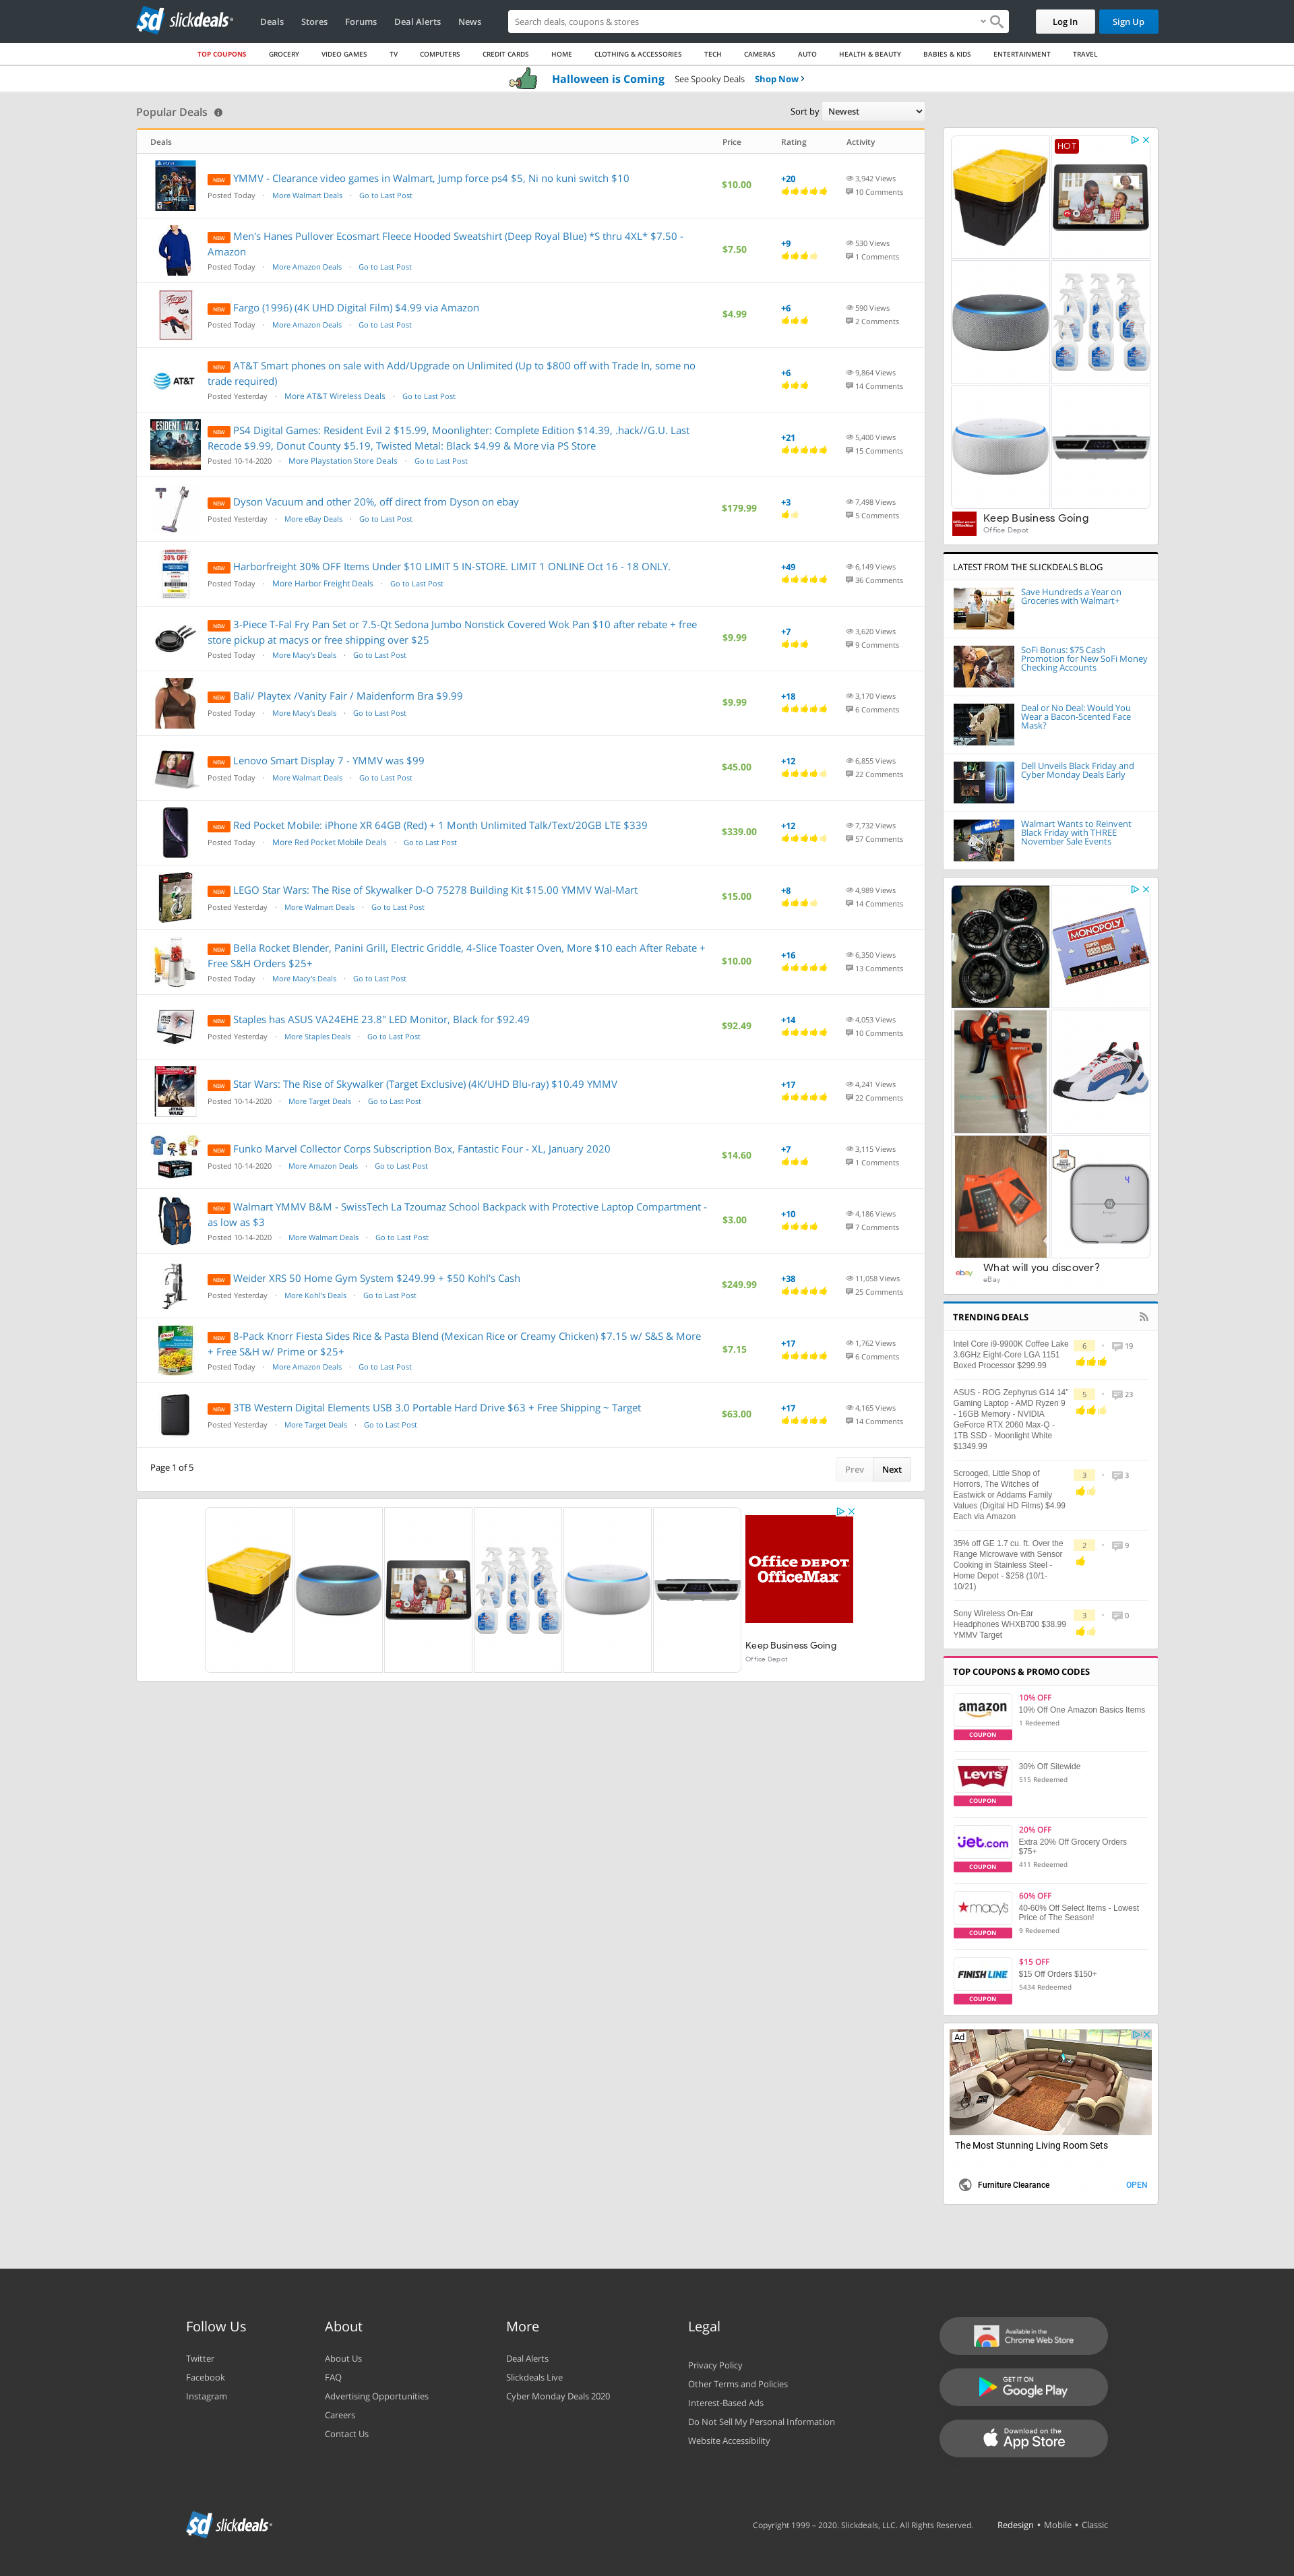 sd slickdeals
Deals Stores Forums Deal Alerts News
Search deals, coupons & stores
Log In Sign Up
TOP COUPONS GROCERY VIDEO GAMES TV COMPUTERS CREDIT CARDS HOME CLOTHING & ACCESSORIES TECH CAMERAS AUTO HEALTH & BEAUTY BABIES & KIDS ENTERTAINMENT TRAVEL
Halloween is Coming See Spooky Deals Shop Now
Popular Deals
Sort by Newest
Deals Price Rating Activity
NEW YMMV - Clearance video games in Walmart, Jump force ps4 $5, Ni no kuni switch $10
Posted Today · More Walmart Deals · Go to Last Post
$10.00
+20
3,942 Views
10 Comments
NEW Men's Hanes Pullover Ecosmart Fleece Hooded Sweatshirt (Deep Royal Blue) *S thru 4XL* $7.50 -
Amazon
Posted Today · More Amazon Deals · Go to Last Post
$7.50
+9
530 Views
1 Comments
NEW Fargo (1996) (4K UHD Digital Film) $4.99 via Amazon
Posted Today · More Amazon Deals · Go to Last Post
$4.99
+6
590 Views
2 Comments
AT&T
NEW AT&T Smart phones on sale with Add/Upgrade on Unlimited (Up to $800 off with Trade In, some no
trade required)
Posted Yesterday · More AT&T Wireless Deals · Go to Last Post
+6
9,864 Views
14 Comments
NEW PS4 Digital Games: Resident Evil 2 $15.99, Moonlighter: Complete Edition $14.39, .hack//G.U. Last
Recode $9.99, Donut County $5.19, Twisted Metal: Black $4.99 & More via PS Store
Posted 10-14-2020 · More Playstation Store Deals · Go to Last Post
+21
5,400 Views
15 Comments
NEW Dyson Vacuum and other 20%, off direct from Dyson on ebay
Posted Yesterday · More eBay Deals · Go to Last Post
$179.99
+3
7,498 Views
5 Comments
30% OFF
NEW Harborfreight 30% OFF Items Under $10 LIMIT 5 IN-STORE. LIMIT 1 ONLINE Oct 16 - 18 ONLY.
Posted Today · More Harbor Freight Deals · Go to Last Post
+49
6,149 Views
36 Comments
NEW 3-Piece T-Fal Fry Pan Set or 7.5-Qt Sedona Jumbo Nonstick Covered Wok Pan $10 after rebate + free
store pickup at macys or free shipping over $25
Posted Today · More Macy's Deals · Go to Last Post
$9.99
+7
3,620 Views
9 Comments
NEW Bali/ Playtex /Vanity Fair / Maidenform Bra $9.99
Posted Today · More Macy's Deals · Go to Last Post
$9.99
+18
3,170 Views
6 Comments
NEW Lenovo Smart Display 7 - YMMV was $99
Posted Today · More Walmart Deals · Go to Last Post
$45.00
+12
6,855 Views
22 Comments
NEW Red Pocket Mobile: iPhone XR 64GB (Red) + 1 Month Unlimited Talk/Text/20GB LTE $339
Posted Today · More Red Pocket Mobile Deals · Go to Last Post
$339.00
+12
7,732 Views
57 Comments
NEW LEGO Star Wars: The Rise of Skywalker D-O 75278 Building Kit $15.00 YMMV Wal-Mart
Posted Yesterday · More Walmart Deals · Go to Last Post
$15.00
+8
4,989 Views
14 Comments
NEW Bella Rocket Blender, Panini Grill, Electric Griddle, 4-Slice Toaster Oven, More $10 each After Rebate +
Free S&H Orders $25+
Posted Today · More Macy's Deals · Go to Last Post
$10.00
+16
6,350 Views
13 Comments
NEW Staples has ASUS VA24EHE 23.8" LED Monitor, Black for $92.49
Posted Yesterday · More Staples Deals · Go to Last Post
$92.49
+14
4,053 Views
10 Comments
NEW Star Wars: The Rise of Skywalker (Target Exclusive) (4K/UHD Blu-ray) $10.49 YMMV
Posted 10-14-2020 · More Target Deals · Go to Last Post
+17
4,241 Views
22 Comments
NEW Funko Marvel Collector Corps Subscription Box, Fantastic Four - XL, January 2020
Posted 10-14-2020 · More Amazon Deals · Go to Last Post
$14.60
+7
3,115 Views
1 Comments
NEW Walmart YMMV B&M - SwissTech La Tzoumaz School Backpack with Protective Laptop Compartment -
as low as $3
Posted 10-14-2020 · More Walmart Deals · Go to Last Post
$3.00
+10
4,186 Views
7 Comments
NEW Weider XRS 50 Home Gym System $249.99 + $50 Kohl's Cash
Posted Yesterday · More Kohl's Deals · Go to Last Post
$249.99
+38
11,058 Views
25 Comments
NEW 8-Pack Knorr Fiesta Sides Rice & Pasta Blend (Mexican Rice or Creamy Chicken) $7.15 w/ S&S & More
+ Free S&H w/ Prime or $25+
Posted Today · More Amazon Deals · Go to Last Post
$7.15
+17
1,762 Views
6 Comments
NEW 3TB Western Digital Elements USB 3.0 Portable Hard Drive $63 + Free Shipping ~ Target
Posted Yesterday · More Target Deals · Go to Last Post
$63.00
+17
4,165 Views
14 Comments
Page 1 of 5
Prev Next
Office DEPOT
OfficeMax
Keep Business Going
Office Depot
HOT
Keep Business Going
Office Depot
LATEST FROM THE SLICKDEALS BLOG
Save Hundreds a Year on
Groceries with Walmart+
SoFi Bonus: $75 Cash
Promotion for New SoFi Money
Checking Accounts
Deal or No Deal: Would You
Wear a Bacon-Scented Face
Mask?
Dell Unveils Black Friday and
Cyber Monday Deals Early
Walmart Wants to Reinvent
Black Friday with THREE
November Sale Events
MONOPOLY
What will you discover?
ebay
eBay
TRENDING DEALS
Intel Core i9-9900K Coffee Lake
3.6GHz Eight-Core LGA 1151
Boxed Processor $299.99
6 · 19
ASUS - ROG Zephyrus G14 14"
Gaming Laptop - AMD Ryzen 9
- 16GB Memory - NVIDIA
GeForce RTX 2060 Max-Q -
1TB SSD - Moonlight White
$1349.99
5 · 23
Scrooged, Little Shop of
Horrors, The Witches of
Eastwick or Addams Family
Values (Digital HD Films) $4.99
Each via Amazon
3 · 3
35% off GE 1.7 cu. ft. Over the
Range Microwave with Sensor
Cooking in Stainless Steel -
Home Depot - $258 (10/1-
10/21)
2 · 9
Sony Wireless On-Ear
Headphones WHXB700 $38.99
YMMV Target
3 · 0
TOP COUPONS & PROMO CODES
amazon
COUPON
10% OFF
10% Off One Amazon Basics Items
1 Redeemed
LEVI'S
COUPON
30% Off Sitewide
515 Redeemed
jet.com
COUPON
20% OFF
Extra 20% Off Grocery Orders
$75+
411 Redeemed
macy's
COUPON
60% OFF
40-60% Off Select Items - Lowest
Price of The Season!
9 Redeemed
FINISH LINE
COUPON
$15 OFF
$15 Off Orders $150+
5434 Redeemed
Ad
The Most Stunning Living Room Sets
Furniture Clearance OPEN
Follow Us
Twitter
Facebook
Instagram
About
About Us
FAQ
Advertising Opportunities
Careers
Contact Us
More
Deal Alerts
Slickdeals Live
Cyber Monday Deals 2020
Legal
Privacy Policy
Other Terms and Policies
Interest-Based Ads
Do Not Sell My Personal Information
Website Accessibility
Available in the
Chrome Web Store
GET IT ON
Google Play
Download on the
App Store
sd slickdeals
Copyright 1999 – 2020. Slickdeals, LLC. All Rights Reserved. Redesign • Mobile • Classic